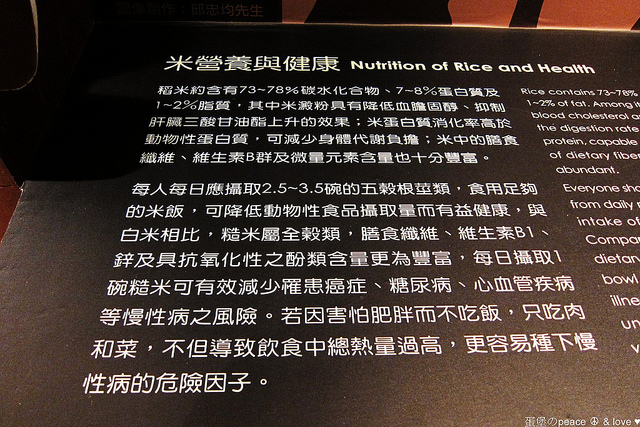 米營養與健康 Nutrition of Rice and Health
稻米約含有73~78%碳水化合物、7~8%蛋白質及
1~2%脂質，其中米澱粉具有降低血膽固醇、抑制
肝臟三酸甘油酯上升的效果；米蛋白質消化率高於
動物性蛋白質，可減少身體代謝負擔；米中的膳食
纖維、維生素B群及微量元素含量也十分豐富。
每人每日應攝取2.5~3.5碗的五穀根莖類，食用足夠
的米飯，可降低動物性食品攝取量而有益健康，與
白米相比，糙米屬全穀類，膳食纖維、維生素B1、
鋅及具抗氧化性之酚類含量更為豐富，每日攝取1
碗糙米可有效減少罹患癌症、糖尿病、心血管疾病
等慢性病之風險。若因害怕肥胖而不吃飯，只吃肉
和菜，不但導致飲食中總熱量過高，更容易種下慢
性病的危險因子。
Rice contains 73~78%
1~2% of fat. Among i
blood cholesterol a
the digestion rate
protein, capable
of dietary fibe
abundant.
Everyone sh
from daily
intake
Compa
dietar
bowl
illne
un
peace & love